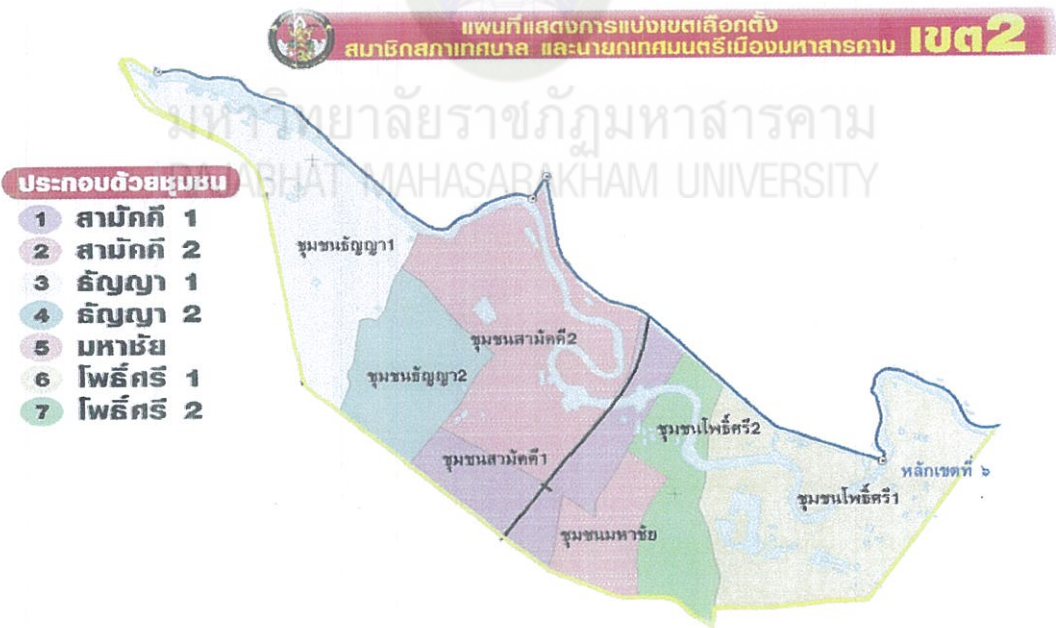 แผนที่แสดงการแบ่งเขตเลือกตั้ง
สมาชิกสภาเทศบาล และนายกเทศมนตรีเมืองมหาสารคาม เขต2
มหาวิทยาลัยราชภัฏมหาสารคาม
RAJABHAT MAHASARAKHAM UNIVERSITY
ประกอบด้วยชุมชน
1 สามัคคี 1
2 สามัคคี 2
3 ธัญญา 1
4 ธัญญา 2
5 มหาชัย
6 โพธิ์ศรี 1
7 โพธิ์ศรี 2
ชุมชนธัญญา1
ชุมชนสามัคคี2
ชุมชนธัญญา2
ชุมชนโพธิ์ศรี2
ชุมชนสามัคคี1
หลักเขตที่ ๖
ชุมชนโพธิ์ศรี1
ชุมชนมหาชัย